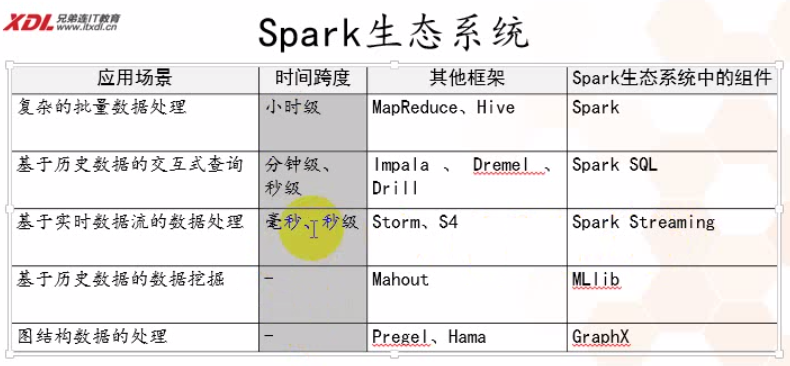 XDL 兄弟连IT教育
www.itxdl.cn
Spark生态系统
应用场景 时间跨度 其他框架 Spark生态系统中的组件
复杂的批量数据处理 小时级 MapReduce、Hive Spark
基于历史数据的交互式查询 分钟级、 Impala 、 Dremel 、 Spark SQL
秒级 Drill
基于实时数据流的数据处理 毫秒、秒级 Storm、S4 Spark Streaming
基于历史数据的数据挖掘 - Mahout MLlib
图结构数据的处理 - Pregel、Hama GraphX